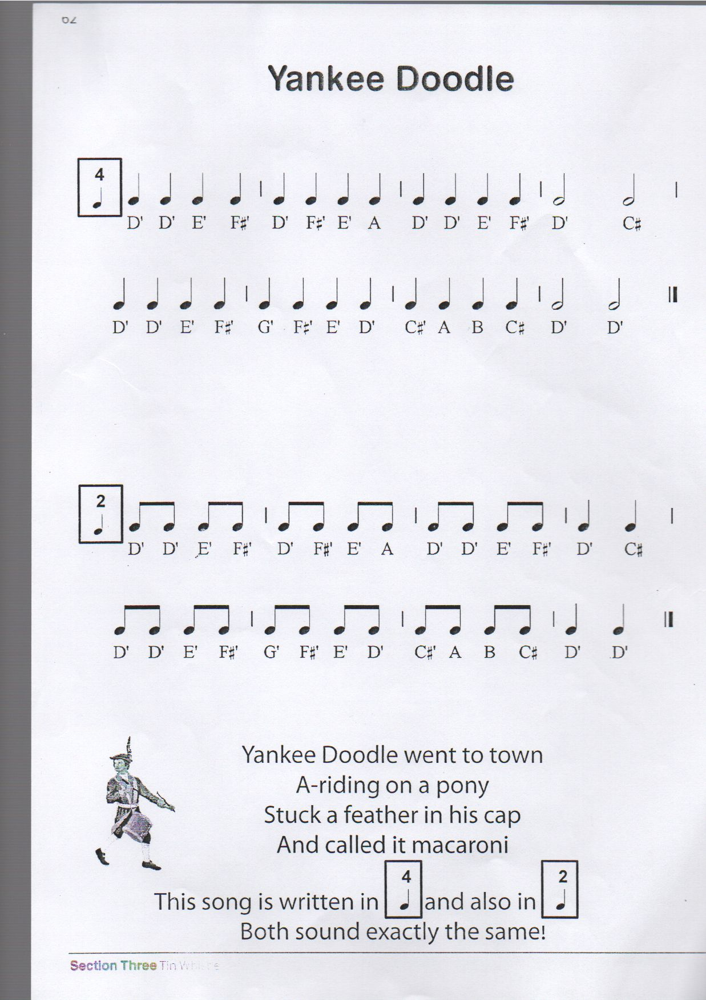 62
Yankee Doodle
4
D' D' E' F♯' D' F♯' E' A D' D' E' F♯' D' C♯
D' D' E' F♯' G' F♯' E' D' C♯' A B C♯ D' D'
2
D' D' E' F♯' D' F♯' E' A D' D' E' F♯' D' C♯
D' D' E' F♯' G' F♯' E' D' C♯' A B C♯ D' D'
Yankee Doodle went to town
A-riding on a pony
Stuck a feather in his cap
And called it macaroni
This song is written in 4 and also in 2
Both sound exactly the same!
Section Three Tin Whistle